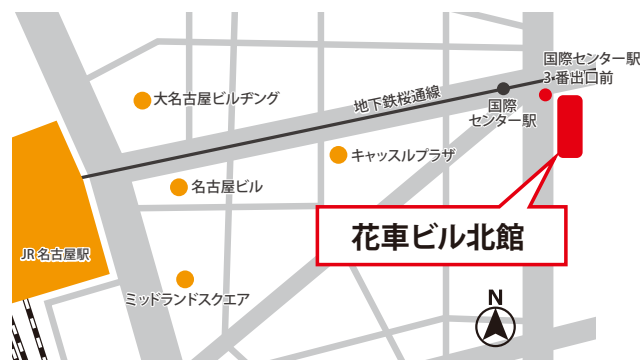 国際センター駅
3 番出口前
大名古屋ビルヂング
地下鉄桜通線
国際
センター駅
キャッスルプラザ
名古屋ビル
花車ビル北館
JR 名古屋駅
ミッドランドスクエア
N